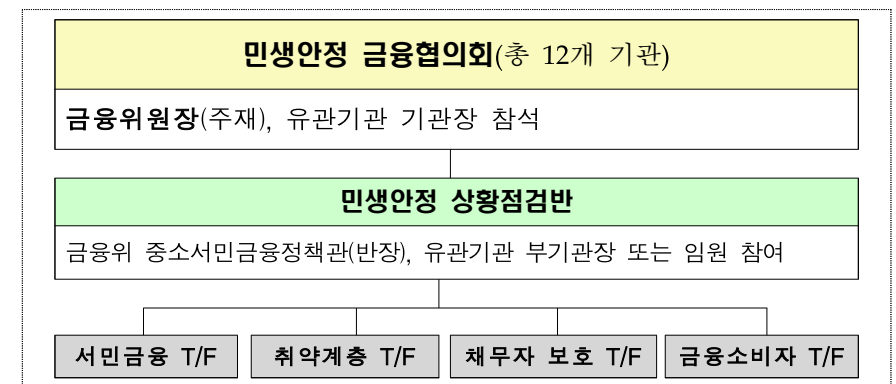 민생안정 금융협의회(총 12개 기관)
금융위원장(주재), 유관기관 기관장 참석
민생안정 상황점검반
금융위 중소서민금융정책관(반장), 유관기관 부기관장 또는 임원 참여
서민금융 T/F
취약계층 T/F
채무자 보호 T/F
금융소비자 T/F